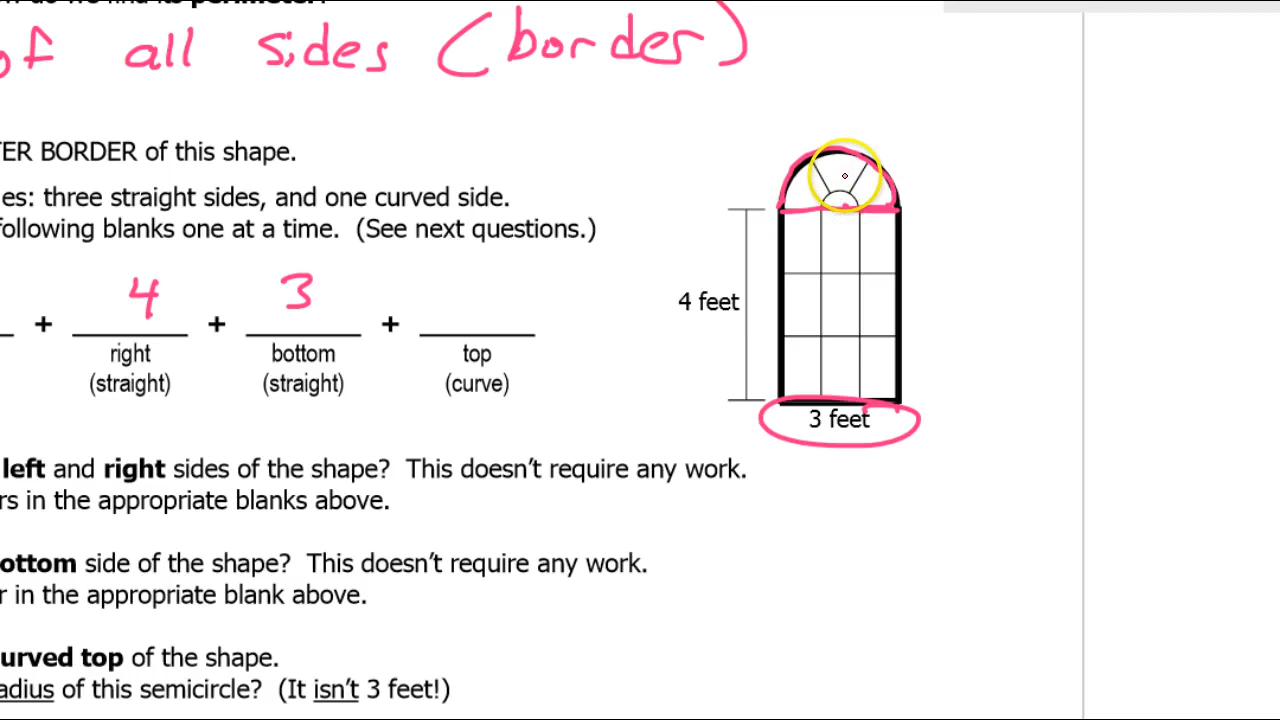 perimeter?
of all sides (border)
TER BORDER of this shape.
es: three straight sides, and one curved side.
following blanks one at a time. (See next questions.)
4 3
+ + +
right bottom top
(straight) (straight) (curve)
4 feet
3 feet
left and right sides of the shape? This doesn't require any work.
rs in the appropriate blanks above.
ottom side of the shape? This doesn't require any work.
r in the appropriate blank above.
urved top of the shape.
adius of this semicircle? (It isn't 3 feet!)